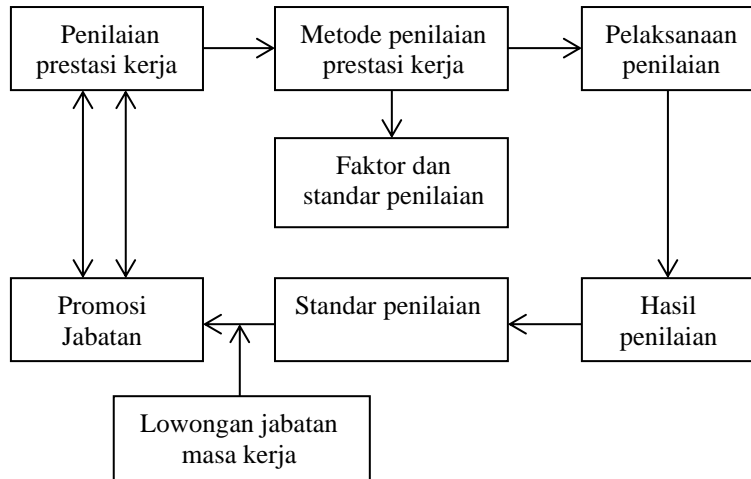 Penilaian
prestasi kerja
Metode penilaian
prestasi kerja
Pelaksanaan
penilaian
Faktor dan
standar penilaian
Promosi
Jabatan
Standar penilaian
Hasil
penilaian
Lowongan jabatan
masa kerja